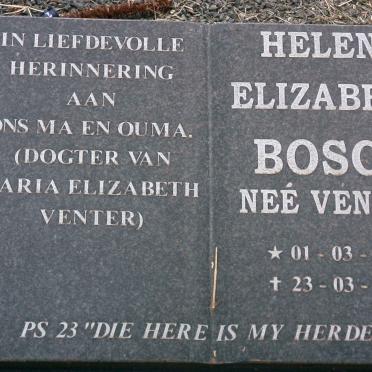 IN LIEFDEVOLLE
HERINNERING
AAN
ONS MA EN OUMA.
(DOGTER VAN
ARIA ELIZABETH
VENTER)
HELEN
ELIZABE
BOSC
NEÉ VEN
★ 01 - 03 -
✝ 23 - 03 -
PS 23 "DIE HERE IS MY HERDE